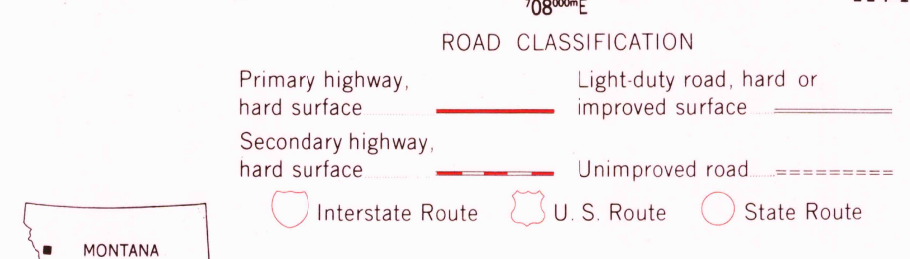 ⁷08⁰⁰⁰ᵐE
ROAD CLASSIFICATION
Primary highway,
hard surface
Light-duty road, hard or
improved surface
Secondary highway,
hard surface
Unimproved road
Interstate Route
U. S. Route
State Route
MONTANA